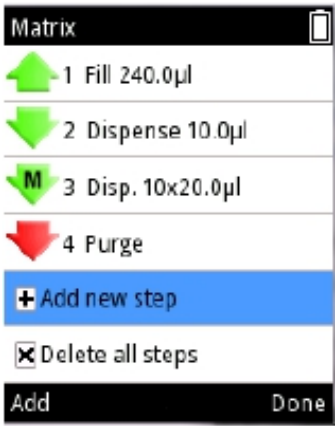 Matrix
1 Fill 240.0µl
2 Dispense 10.0µl
M 3 Disp. 10x20.0µl
4 Purge
Add new step
Delete all steps
Add Done